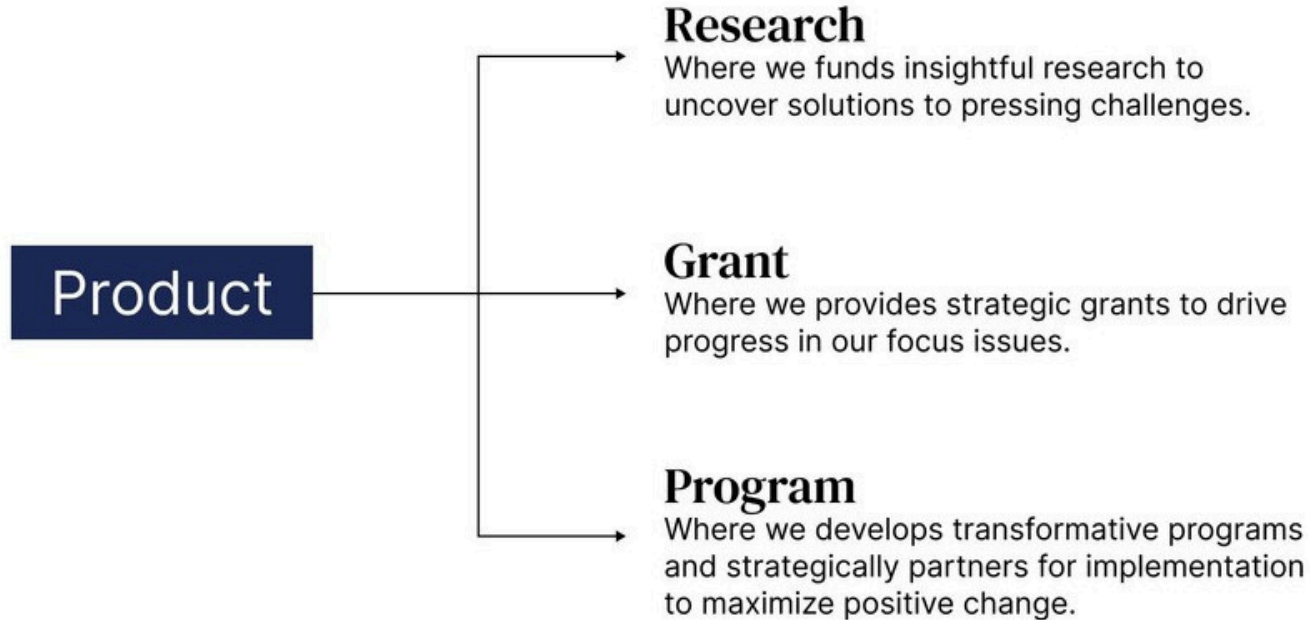 Product
Research
Where we funds insightful research to
uncover solutions to pressing challenges.
Grant
Where we provides strategic grants to drive
progress in our focus issues.
Program
Where we develops transformative programs
and strategically partners for implementation
to maximize positive change.